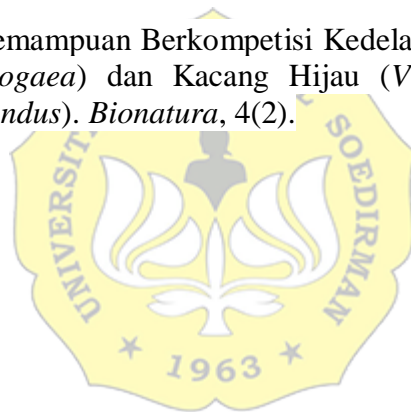 emampuan Berkompetisi Kedela
ogaea) dan Kacang Hijau (V
ndus). Bionatura, 4(2).
UNIVERSIT
SOEDIRMAN
1963